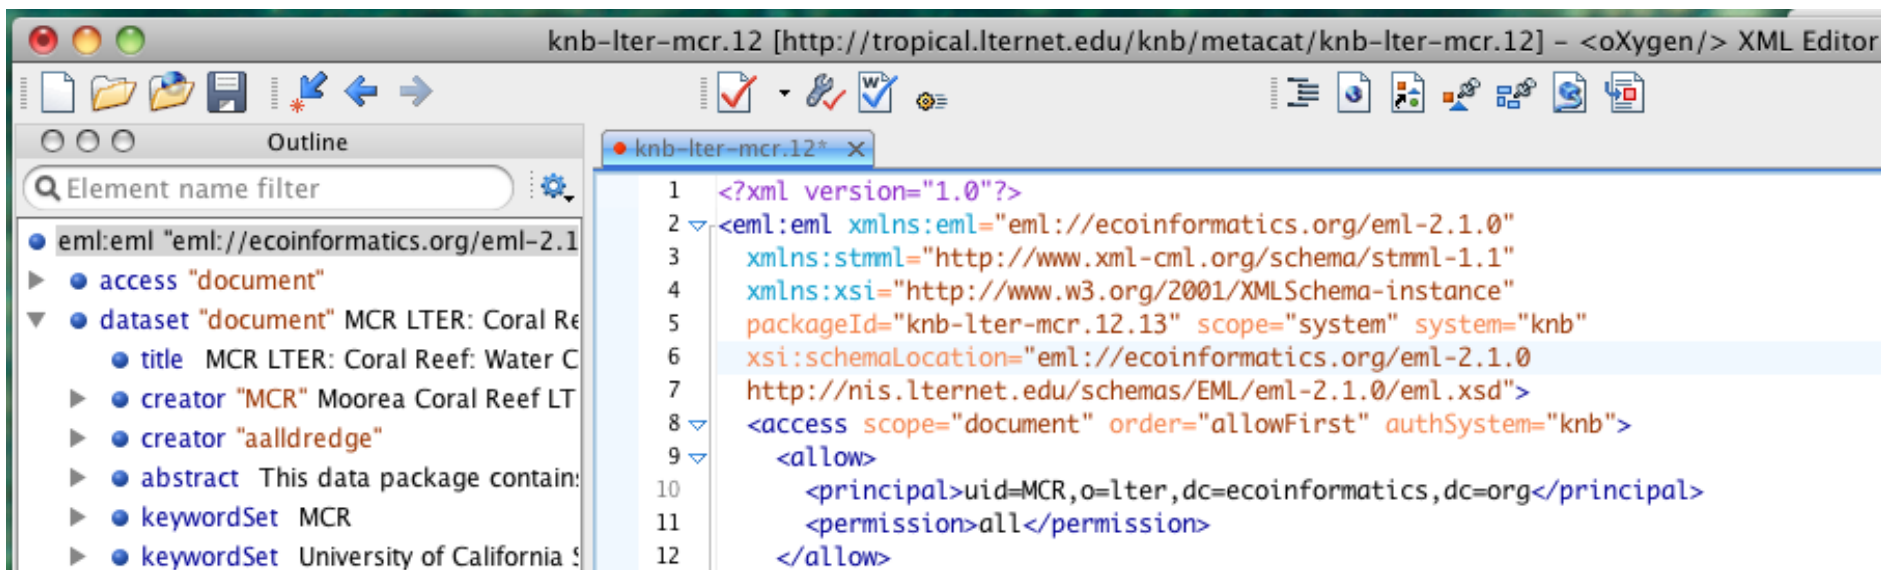 knb-lter-mcr.12 [http://tropical.lternet.edu/knb/metacat/knb-lter-mcr.12] - <oXygen/> XML Editor
Outline
Element name filter
eml:eml "eml://ecoinformatics.org/eml-2.1
access "document"
dataset "document" MCR LTER: Coral Re
title MCR LTER: Coral Reef: Water C
creator "MCR" Moorea Coral Reef LT
creator "aalldredge"
abstract This data package contain
keywordSet MCR
keywordSet University of California
knb-lter-mcr.12*
1 <?xml version="1.0"?>
2 <eml:eml xmlns:eml="eml://ecoinformatics.org/eml-2.1.0"
3 xmlns:stmml="http://www.xml-cml.org/schema/stmml-1.1"
4 xmlns:xsi="http://www.w3.org/2001/XMLSchema-instance"
5 packageId="knb-lter-mcr.12.13" scope="system" system="knb"
6 xsi:schemaLocation="eml://ecoinformatics.org/eml-2.1.0
7 http://nis.lternet.edu/schemas/EML/eml-2.1.0/eml.xsd">
8 <access scope="document" order="allowFirst" authSystem="knb">
9 <allow>
10 <principal>uid=MCR,o=lter,dc=ecoinformatics,dc=org</principal>
11 <permission>all</permission>
12 </allow>